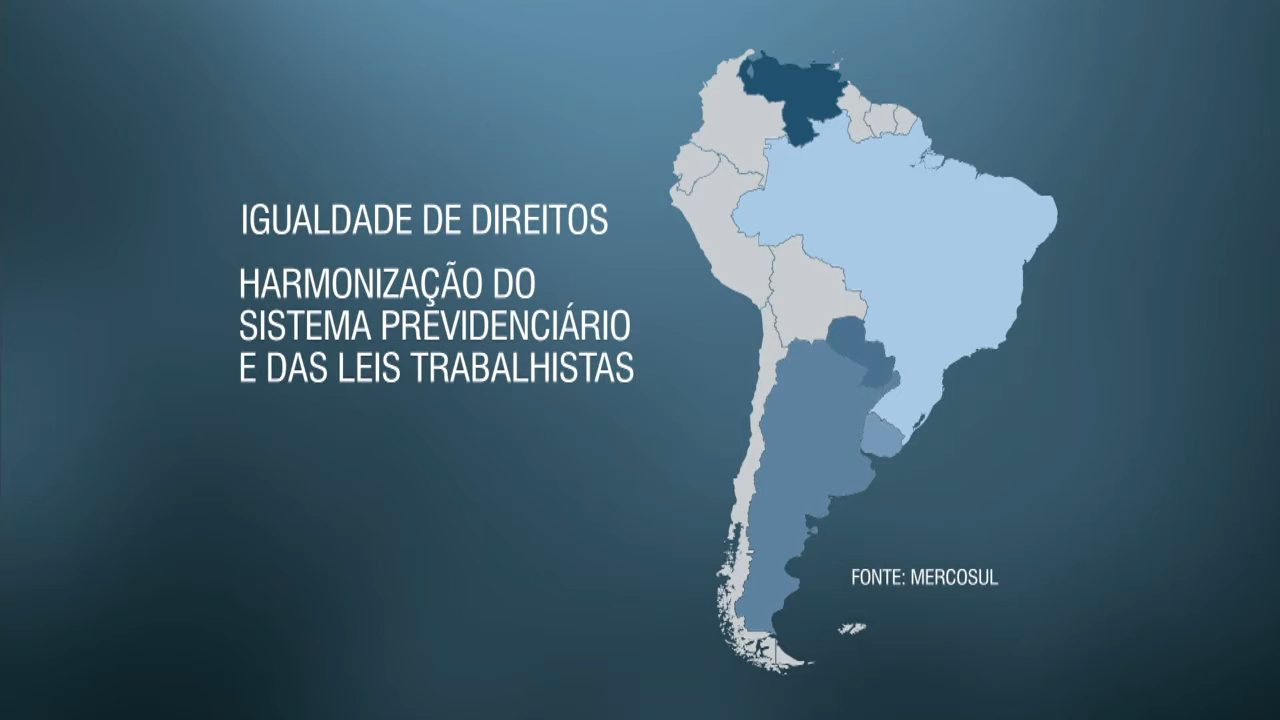 IGUALDADE DE DIREITOS
HARMONIZAÇÃO DO
SISTEMA PREVIDENCIÁRIO
E DAS LEIS TRABALHISTAS
FONTE: MERCOSUL